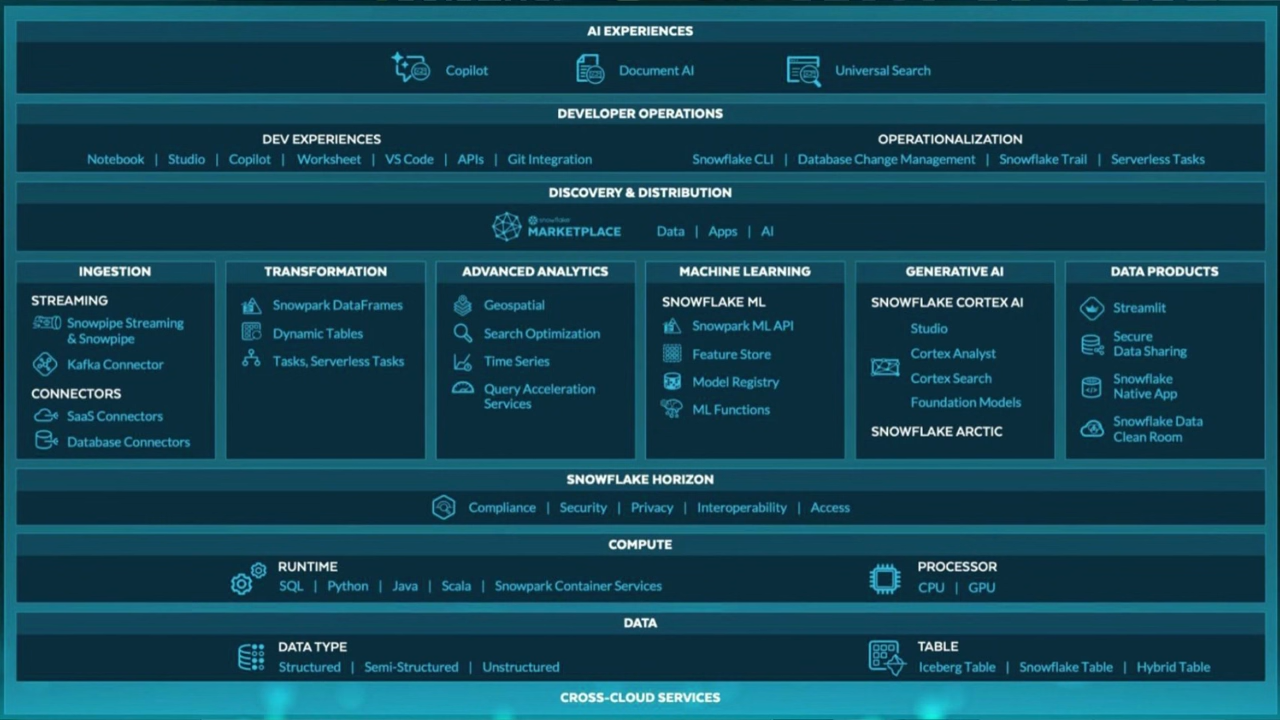 AI EXPERIENCES
Copilot
Document AI
Universal Search
DEVELOPER OPERATIONS
DEV EXPERIENCES
Notebook | Studio | Copilot | Worksheet | VS Code | APIs | Git Integration
OPERATIONALIZATION
Snowflake CLI | Database Change Management | Snowflake Trail | Serverless Tasks
DISCOVERY & DISTRIBUTION
snowflake
MARKETPLACE
Data | Apps | AI
INGESTION
STREAMING
Snowpipe Streaming
& Snowpipe
Kafka Connector
CONNECTORS
SaaS Connectors
Database Connectors
TRANSFORMATION
Snowpark DataFrames
Dynamic Tables
Tasks, Serverless Tasks
ADVANCED ANALYTICS
Geospatial
Search Optimization
Time Series
Query Acceleration
Services
MACHINE LEARNING
SNOWFLAKE ML
Snowpark ML API
Feature Store
Model Registry
ML Functions
GENERATIVE AI
SNOWFLAKE CORTEX AI
Studio
Cortex Analyst
Cortex Search
Foundation Models
SNOWFLAKE ARCTIC
DATA PRODUCTS
Streamlit
Secure
Data Sharing
Snowflake
Native App
Snowflake Data
Clean Room
SNOWFLAKE HORIZON
Compliance | Security | Privacy | Interoperability | Access
COMPUTE
RUNTIME
SQL | Python | Java | Scala | Snowpark Container Services
PROCESSOR
CPU | GPU
DATA
DATA TYPE
Structured | Semi-Structured | Unstructured
TABLE
Iceberg Table | Snowflake Table | Hybrid Table
CROSS-CLOUD SERVICES